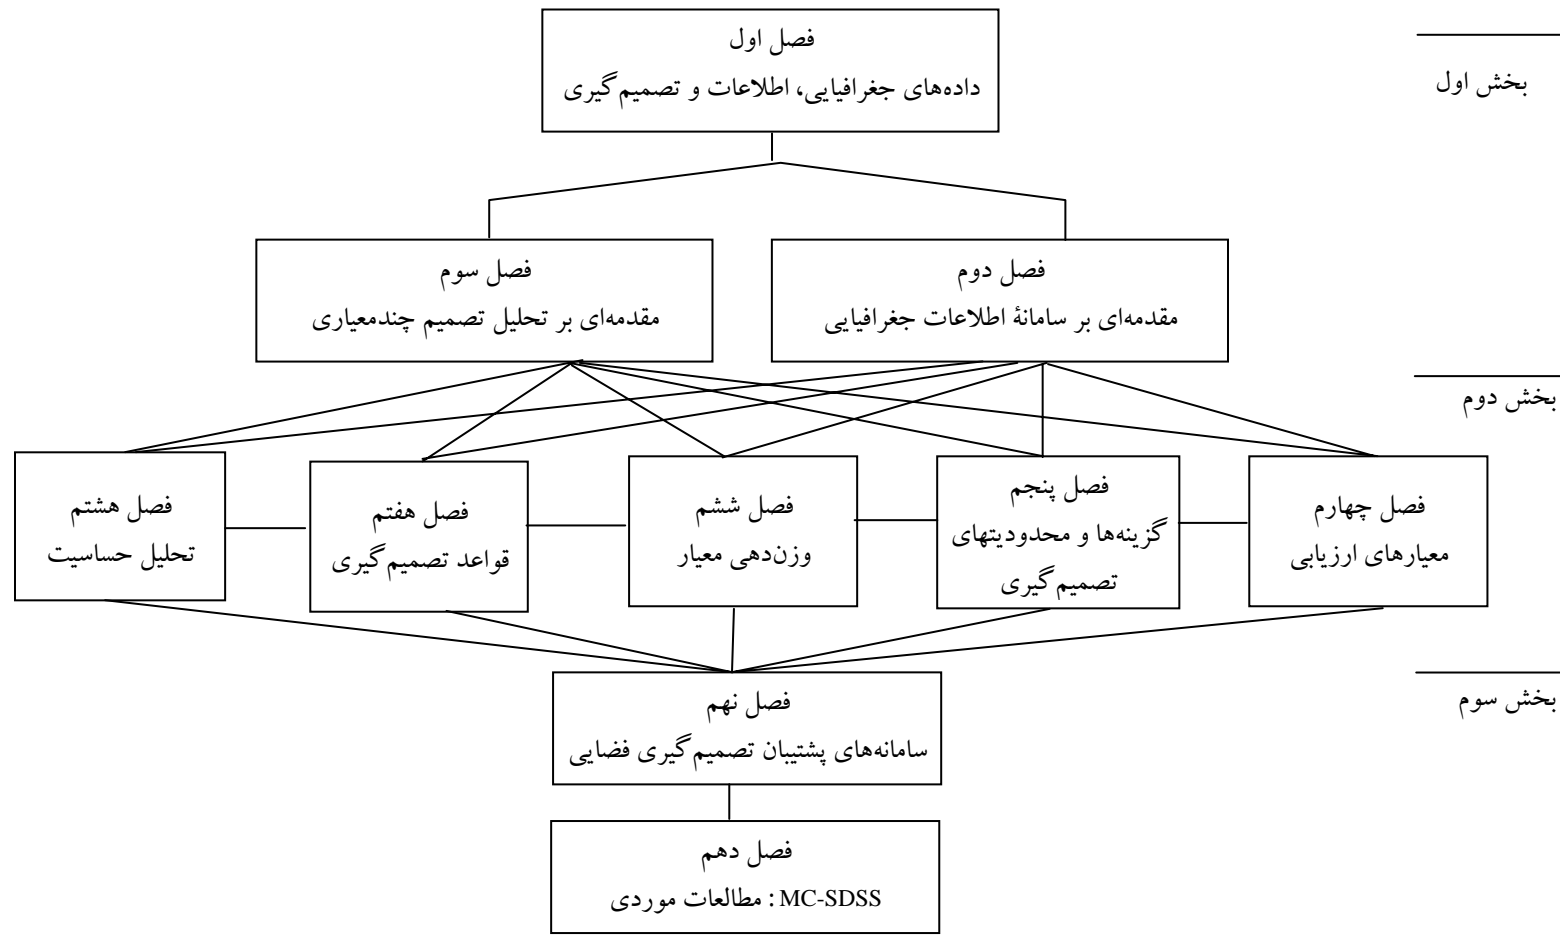 بخش اول
فصل اول
داده‌های جغرافیایی، اطلاعات و تصمیم‌گیری
فصل دوم
مقدمه‌ای بر سامانهٔ اطلاعات جغرافیایی
فصل سوم
مقدمه‌ای بر تحلیل تصمیم چندمعیاری
بخش دوم
فصل چهارم
معیارهای ارزیابی
فصل پنجم
گزینه‌ها و محدودیتهای
تصمیم‌گیری
فصل ششم
وزن‌دهی معیار
فصل هفتم
قواعد تصمیم‌گیری
فصل هشتم
تحلیل حساسیت
بخش سوم
فصل نهم
سامانه‌های پشتیبان تصمیم‌گیری فضایی
فصل دهم
MC-SDSS : مطالعات موردی